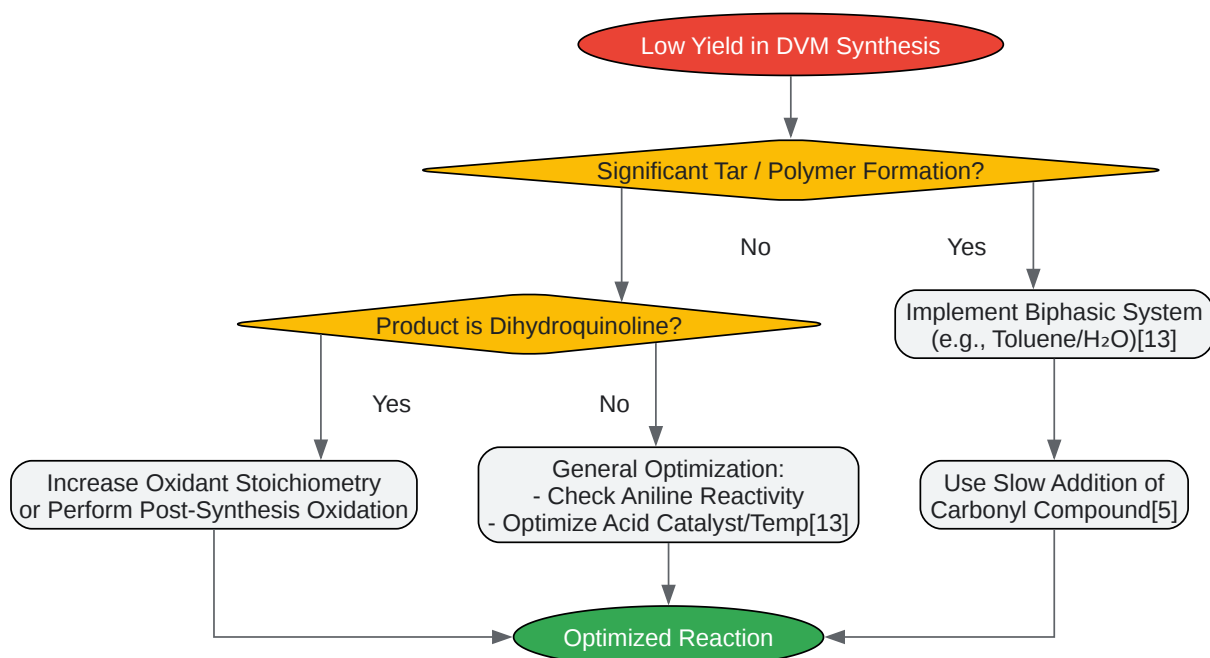 Low Yield in DVM Synthesis
Significant Tar / Polymer Formation?
No
Yes
Implement Biphasic System
(e.g., Toluene/H₂O)[13]
Product is Dihydroquinoline?
Yes
No
Increase Oxidant Stoichiometry
or Perform Post-Synthesis Oxidation
General Optimization:
- Check Aniline Reactivity
- Optimize Acid Catalyst/Temp[13]
Use Slow Addition of
Carbonyl Compound[5]
Optimized Reaction